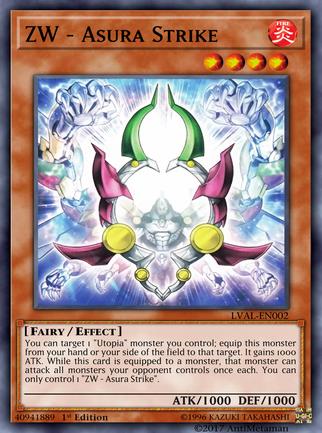 ZW - Asura Strike
FIRE
炎
LVAL-EN002
[ Fairy / Effect ]
You can target 1 "Utopia" monster you control; equip this monster
from your hand or your side of the field to that target. It gains 1000
ATK. While this card is equipped to a monster, that monster can
attack all monsters your opponent controls once each. You can
only control 1 "ZW - Asura Strike".
ATK/1000 DEF/1000
40941889 1st Edition ©1996 KAZUKI TAKAHASHI
©2017 AntiMetaman